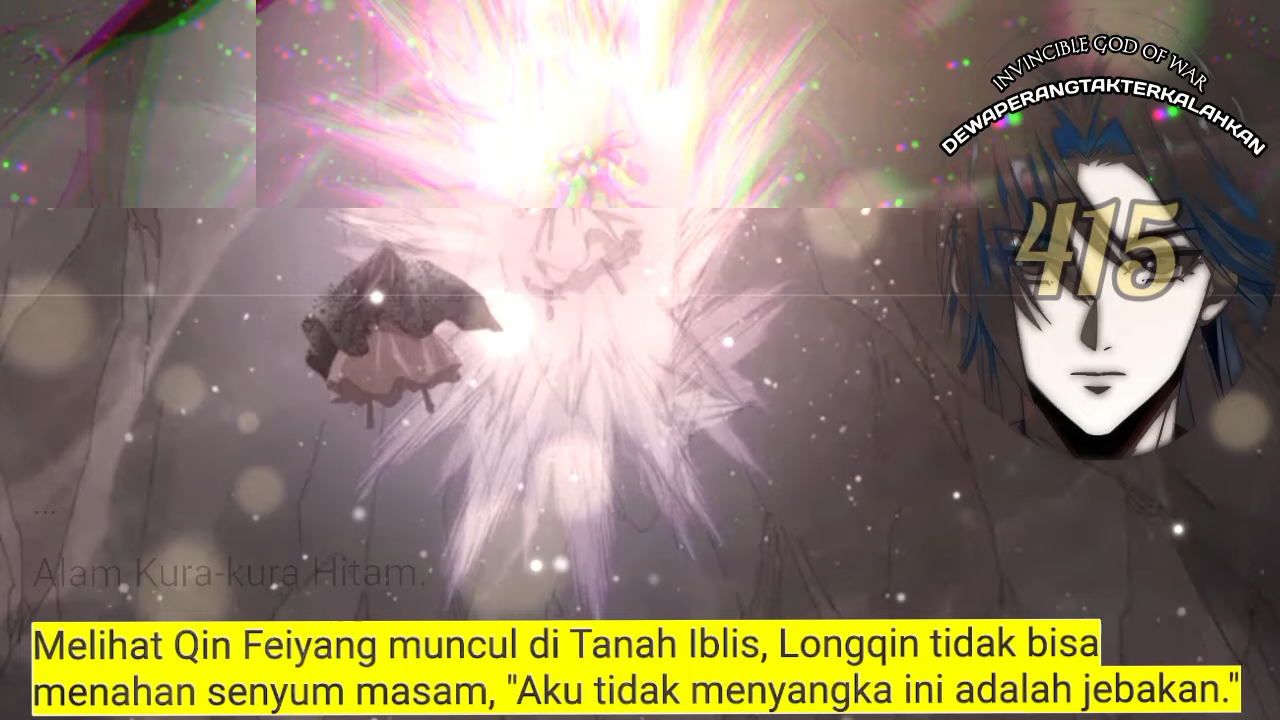 INVINCIBLE GOD OF WAR
DEWAPERANGTAKTERKALAHKAN
415
...
Alam Kura-kura Hitam.
Melihat Qin Feiyang muncul di Tanah Iblis, Longqin tidak bisa
menahan senyum masam, "Aku tidak menyangka ini adalah jebakan."